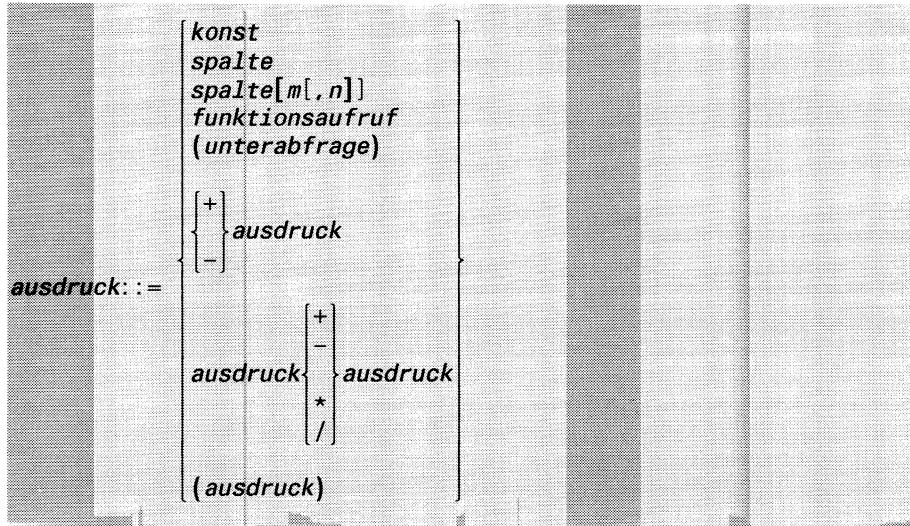 konst
spalte
spalte[m[,n]]
funktionsaufruf
(unterabfrage)
+
ausdruck
-
ausdruck::=
+
-
ausdruck ausdruck
*
/
(ausdruck)